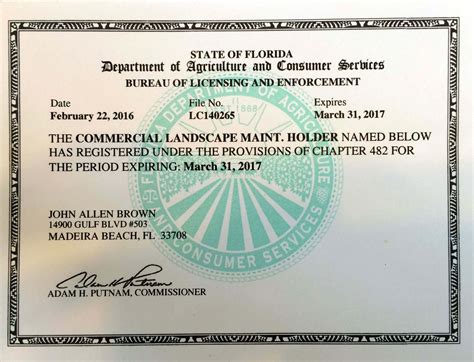 STATE OF FLORIDA
Department of Agriculture and Consumer Services
BUREAU OF LICENSING AND ENFORCEMENT
Date File No. Expires
February 22, 2016 LC140265 March 31, 2017
THE COMMERCIAL LANDSCAPE MAINT. HOLDER NAMED BELOW
HAS REGISTERED UNDER THE PROVISIONS OF CHAPTER 482 FOR
THE PERIOD EXPIRING: March 31, 2017
JOHN ALLEN BROWN
14900 GULF BLVD #503
MADEIRA BEACH, FL 33708
Adam H. Putnam
ADAM H. PUTNAM, COMMISSIONER